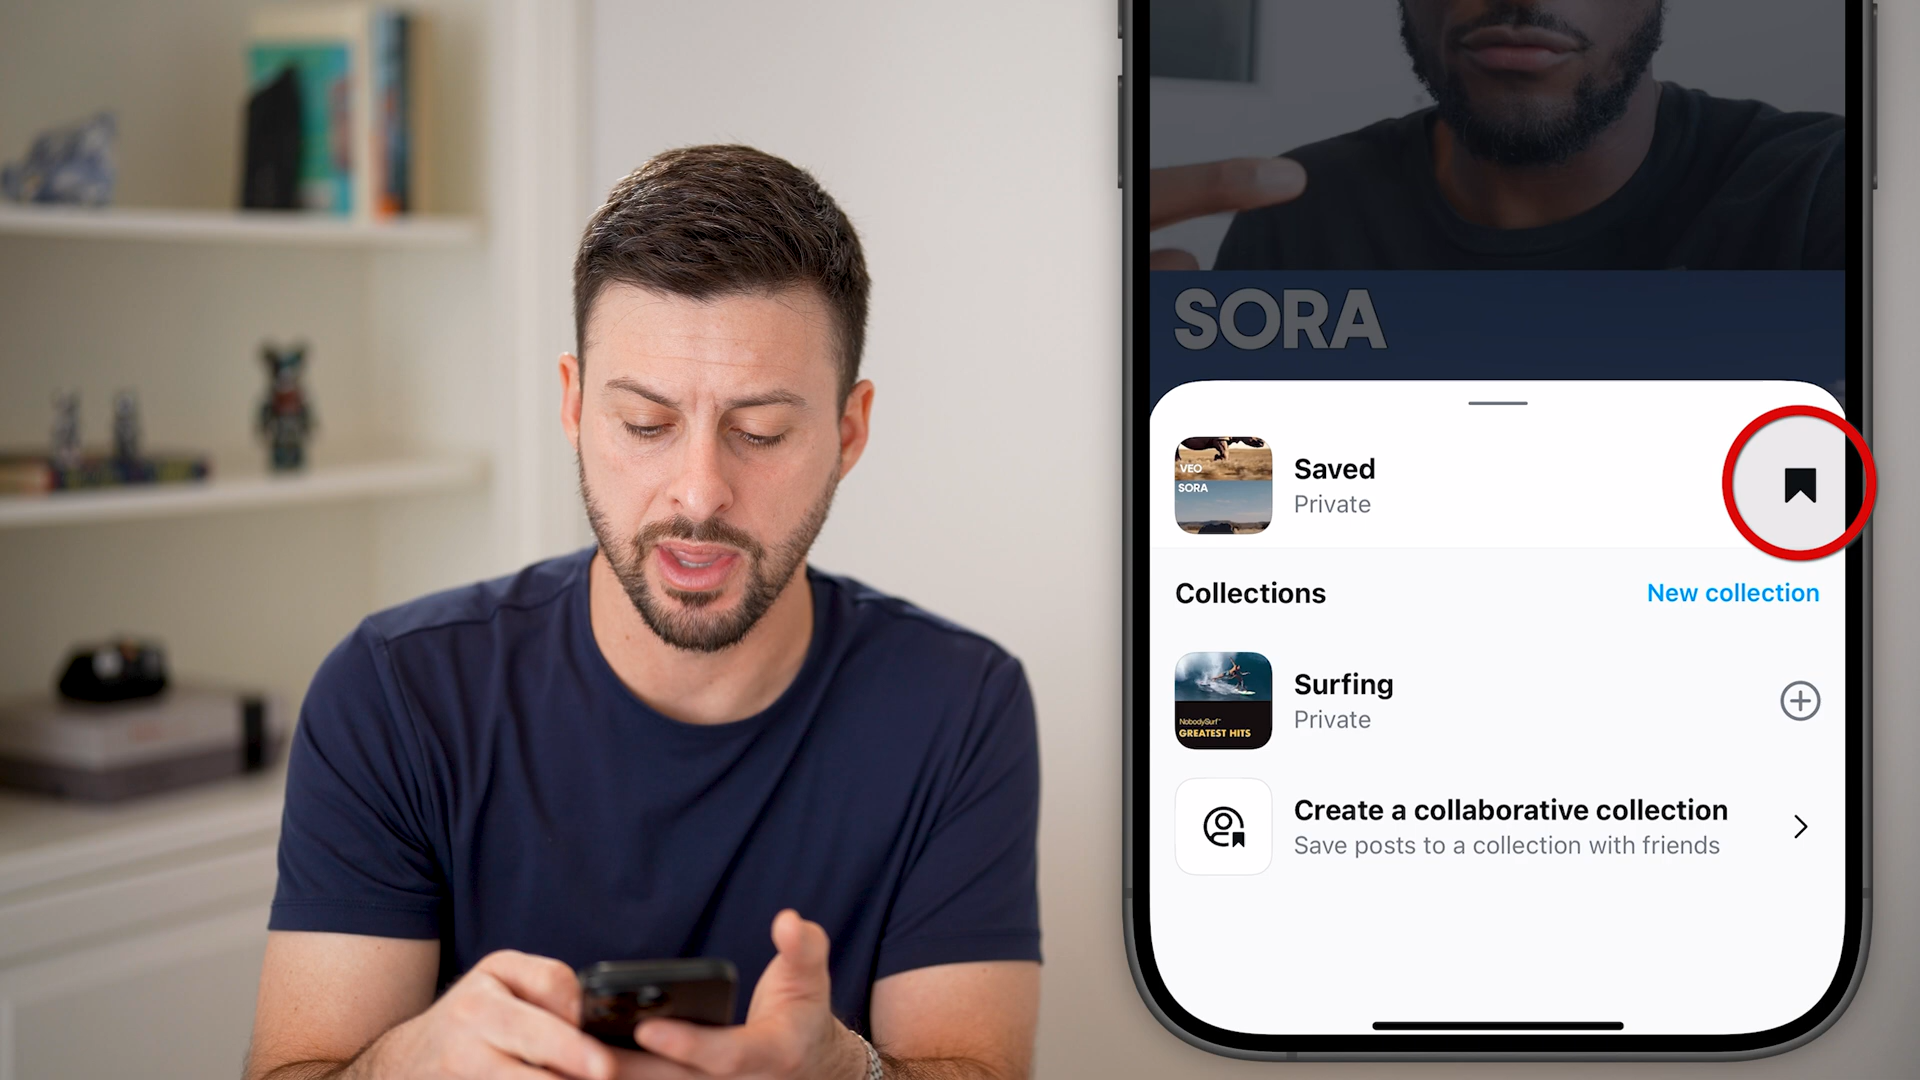 SORA
VEO
SORA
Saved
Private
Collections
New collection
Surfing
Private
NobodySurf™
GREATEST HITS
Create a collaborative collection
Save posts to a collection with friends